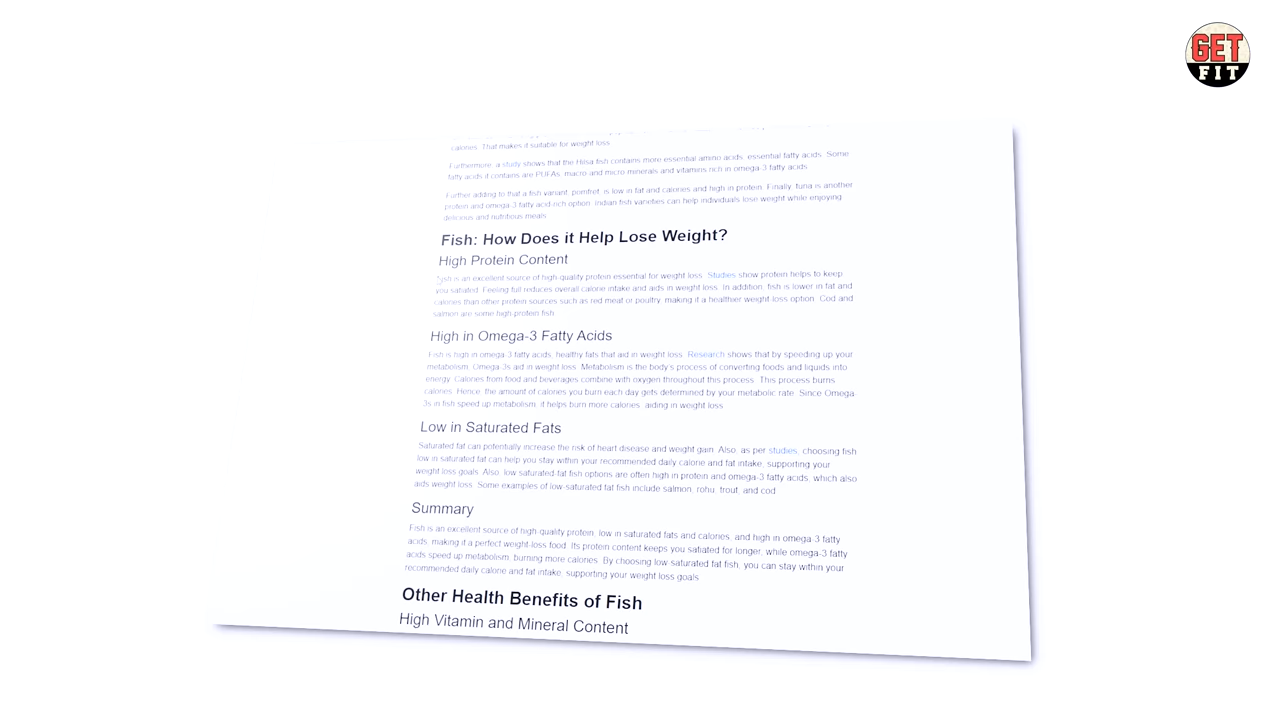 GET
FIT
calories. That makes it suitable for weight loss.
Furthermore, a study shows that the Hilsa fish contains more essential amino acids, essential fatty acids. Some
fatty acids it contains are PUFAs, macro and micro minerals and vitamins rich in omega-3 fatty acids.
Further adding to that a fish variant, pomfret, is low in fat and calories and high in protein. Finally, tuna is another
protein and omega-3 fatty acid-rich option. Indian fish varieties can help individuals lose weight while enjoying
delicious and nutritious meals.
Fish: How Does it Help Lose Weight?
High Protein Content
Fish is an excellent source of high-quality protein essential for weight loss. Studies show protein helps to keep
you satiated. Feeling full reduces overall calorie intake and aids in weight loss. In addition, fish is lower in fat and
calories than other protein sources such as red meat or poultry, making it a healthier weight loss option. Cod and
salmon are some high-protein fish.
High in Omega-3 Fatty Acids
Fish is high in omega-3 fatty acids, healthy fats that aid in weight loss. Research shows that by speeding up your
metabolism, Omega-3s aid in weight loss. Metabolism is the body's process of converting foods and liquids into
energy. Calories from food and beverages combine with oxygen throughout this process. This process burns
calories. Hence, the amount of calories you burn each day gets determined by your metabolic rate. Since Omega-
3s in fish speed up metabolism, it helps burn more calories, aiding in weight loss.
Low in Saturated Fats
Saturated fat can potentially increase the risk of heart disease and weight gain. Also, as per studies, choosing fish
low in saturated fat can help you stay within your recommended daily calorie and fat intake, supporting your
weight loss goals. Also, low saturated-fat fish options are often high in protein and omega-3 fatty acids, which also
aids weight loss. Some examples of low-saturated fat fish include salmon, rohu, trout, and cod.
Summary
Fish is an excellent source of high-quality protein, low in saturated fats and calories, and high in omega-3 fatty
acids, making it a perfect weight-loss food. Its protein content keeps you satiated for longer, while omega-3 fatty
acids speed up metabolism, burning more calories. By choosing low saturated fat fish, you can stay within your
recommended daily calorie and fat intake, supporting your weight loss goals.
Other Health Benefits of Fish
High Vitamin and Mineral Content